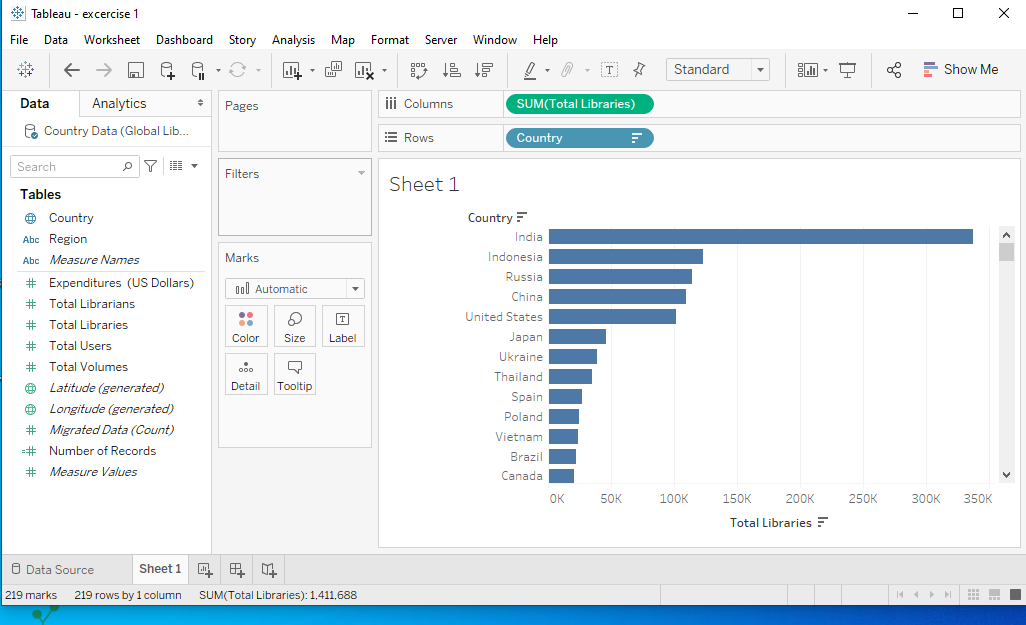 Tableau - excercise 1
File Data Worksheet Dashboard Story Analysis Map Format Server Window Help
Standard Show Me
Data Analytics
Country Data (Global Lib...
Search
Tables
Country
Abc Region
Abc Measure Names
Expenditures (US Dollars)
Total Librarians
Total Libraries
Total Users
Total Volumes
Latitude (generated)
Longitude (generated)
Migrated Data (Count)
Number of Records
Measure Values
Pages
Filters
Marks
Automatic
Color Size Label
Detail Tooltip
Columns SUM(Total Libraries)
Rows Country
Sheet 1
Country
India
Indonesia
Russia
China
United States
Japan
Ukraine
Thailand
Spain
Poland
Vietnam
Brazil
Canada
0K 50K 100K 150K 200K 250K 300K 350K
Total Libraries
Data Source Sheet 1
219 marks 219 rows by 1 column SUM(Total Libraries): 1,411,688